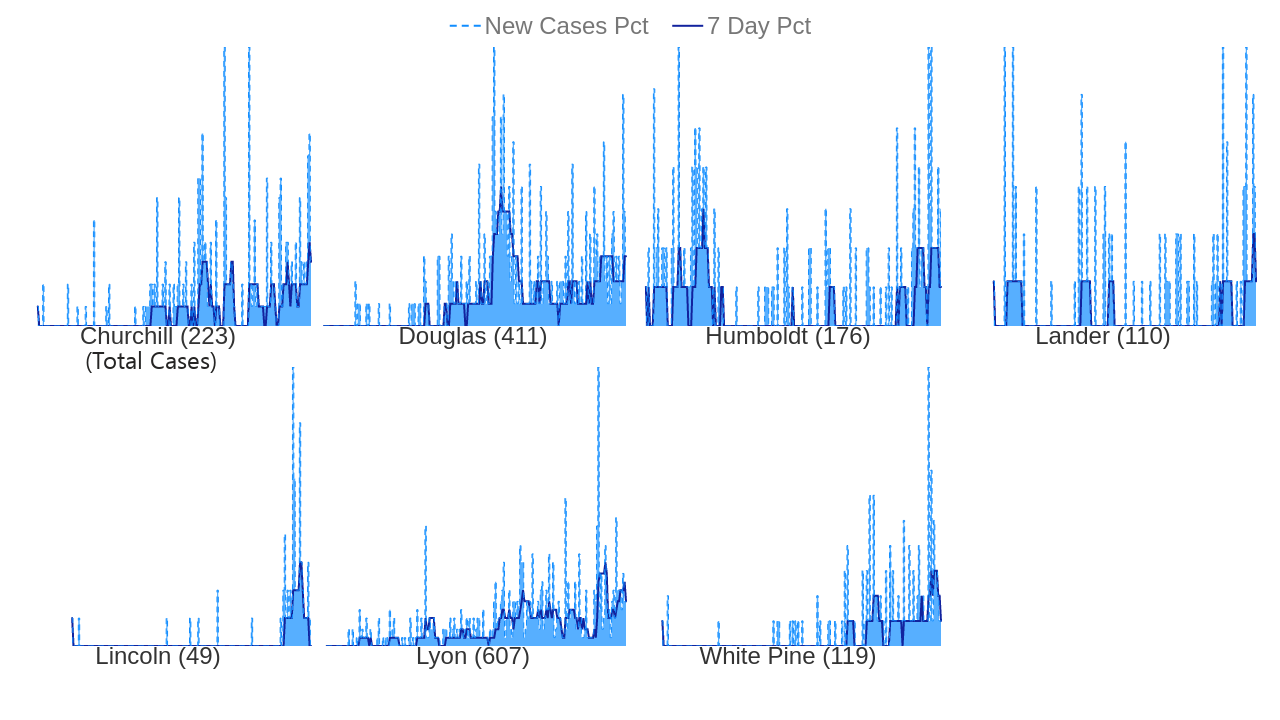 New Cases Pct 7 Day Pct
Churchill (223) Douglas (411) Humboldt (176) Lander (110)
(Total Cases)
Lincoln (49) Lyon (607) White Pine (119)